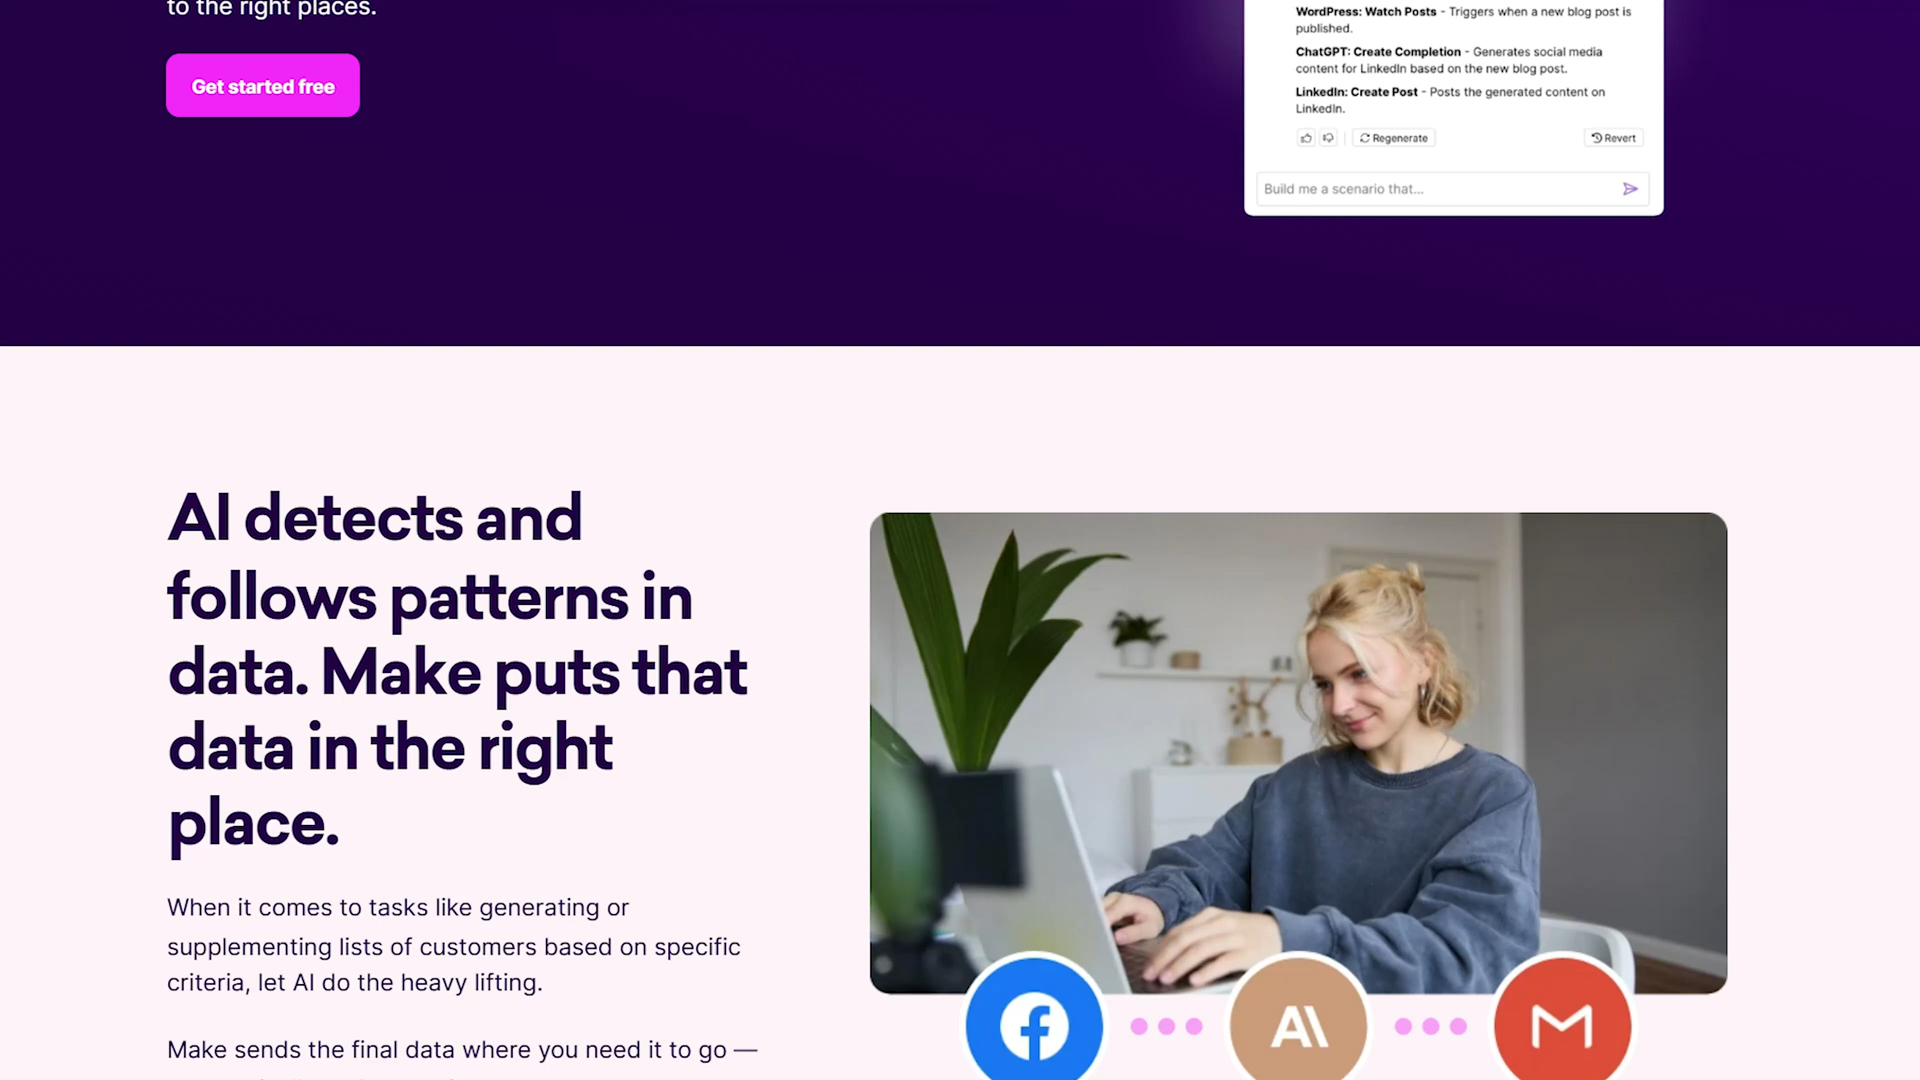 to the right places.
Get started free
WordPress: Watch Posts - Triggers when a new blog post is
published.
ChatGPT: Create Completion - Generates social media
content for LinkedIn based on the new blog post.
LinkedIn: Create Post - Posts the generated content on
LinkedIn.
Regenerate
Revert
Build me a scenario that...
AI detects and
follows patterns in
data. Make puts that
data in the right
place.
When it comes to tasks like generating or
supplementing lists of customers based on specific
criteria, let AI do the heavy lifting.
Make sends the final data where you need it to go —